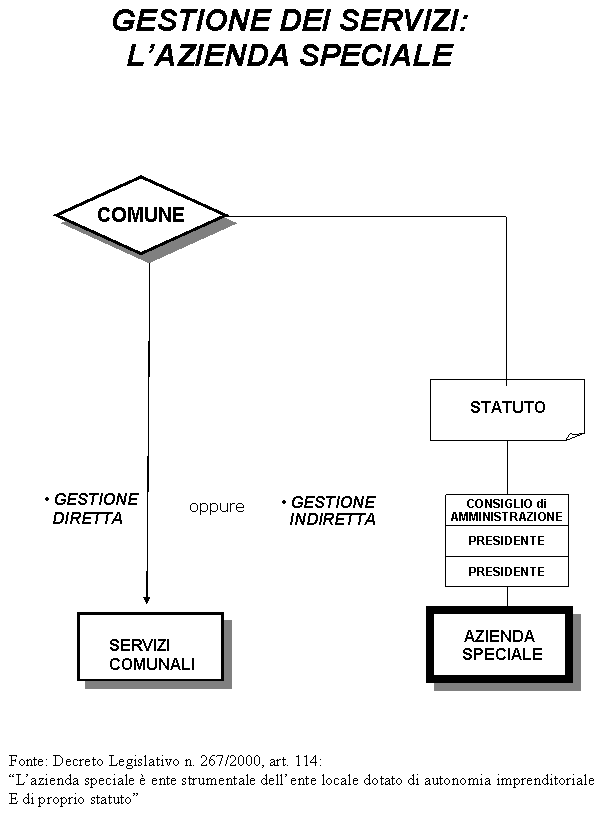 GESTIONE DEI SERVIZI:
L'AZIENDA SPECIALE
COMUNE
STATUTO
• GESTIONE
DIRETTA
oppure
• GESTIONE
INDIRETTA
CONSIGLIO di
AMMINISTRAZIONE
PRESIDENTE
PRESIDENTE
SERVIZI
COMUNALI
AZIENDA
SPECIALE
Fonte: Decreto Legislativo n. 267/2000, art. 114:
“L'azienda speciale è ente strumentale dell'ente locale dotato di autonomia imprenditoriale
E di proprio statuto”